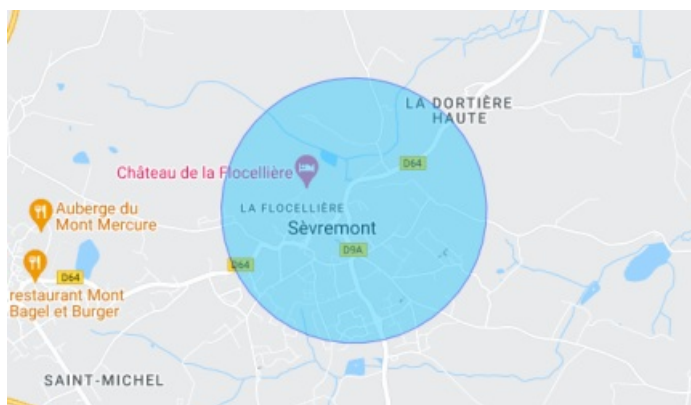 LA DORTIÈRE
HAUTE
D64
Château de la Flocellière
LA FLOCELLIÈRE
Auberge du
Mont Mercure
Sèvremont
D9A
D64
D64
restaurant Mont
Bagel et Burger
SAINT-MICHEL